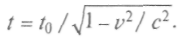 t = t₀ / √1 – v² / c².